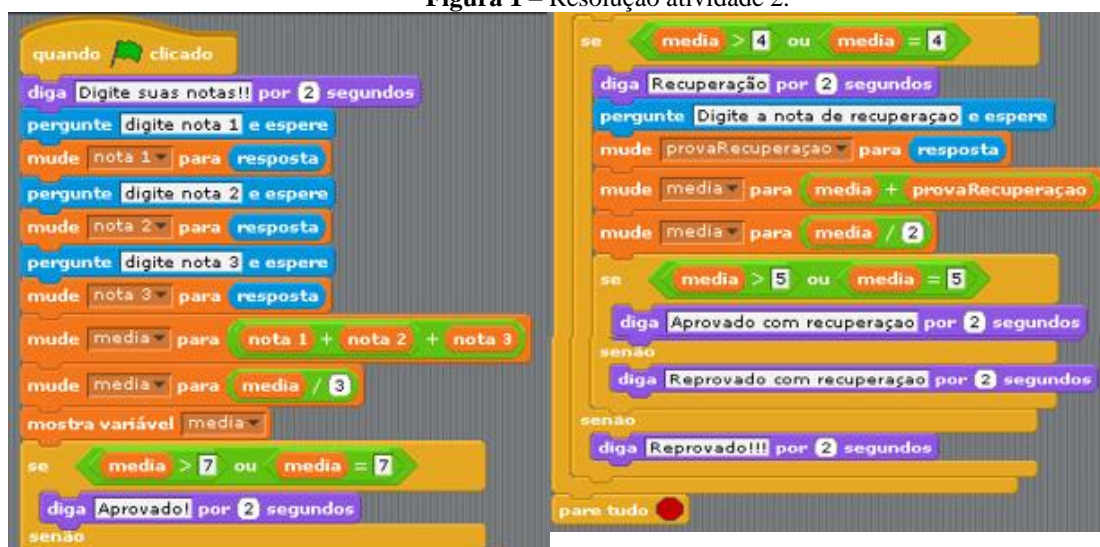 Figura 1 – Resolução atividade 2.
quando clicado
diga Digite suas notas!! por 2 segundos
pergunte digite nota 1 e espere
mude nota 1 para resposta
pergunte digite nota 2 e espere
mude nota 2 para resposta
pergunte digite nota 3 e espere
mude nota 3 para resposta
mude media para nota 1 + nota 2 + nota 3
mude media para media / 3
mostra variável media
se media > 7 ou media = 7
diga Aprovado! por 2 segundos
senão
se media > 4 ou media = 4
diga Recuperação por 2 segundos
pergunte Digite a nota de recuperaçao e espere
mude provaRecuperaçao para resposta
mude media para media + provaRecuperaçao
mude media para media / 2
se media > 5 ou media = 5
diga Aprovado com recuperaçao por 2 segundos
senão
diga Reprovado com recuperaçao por 2 segundos
senão
diga Reprovado!!! por 2 segundos
pare tudo